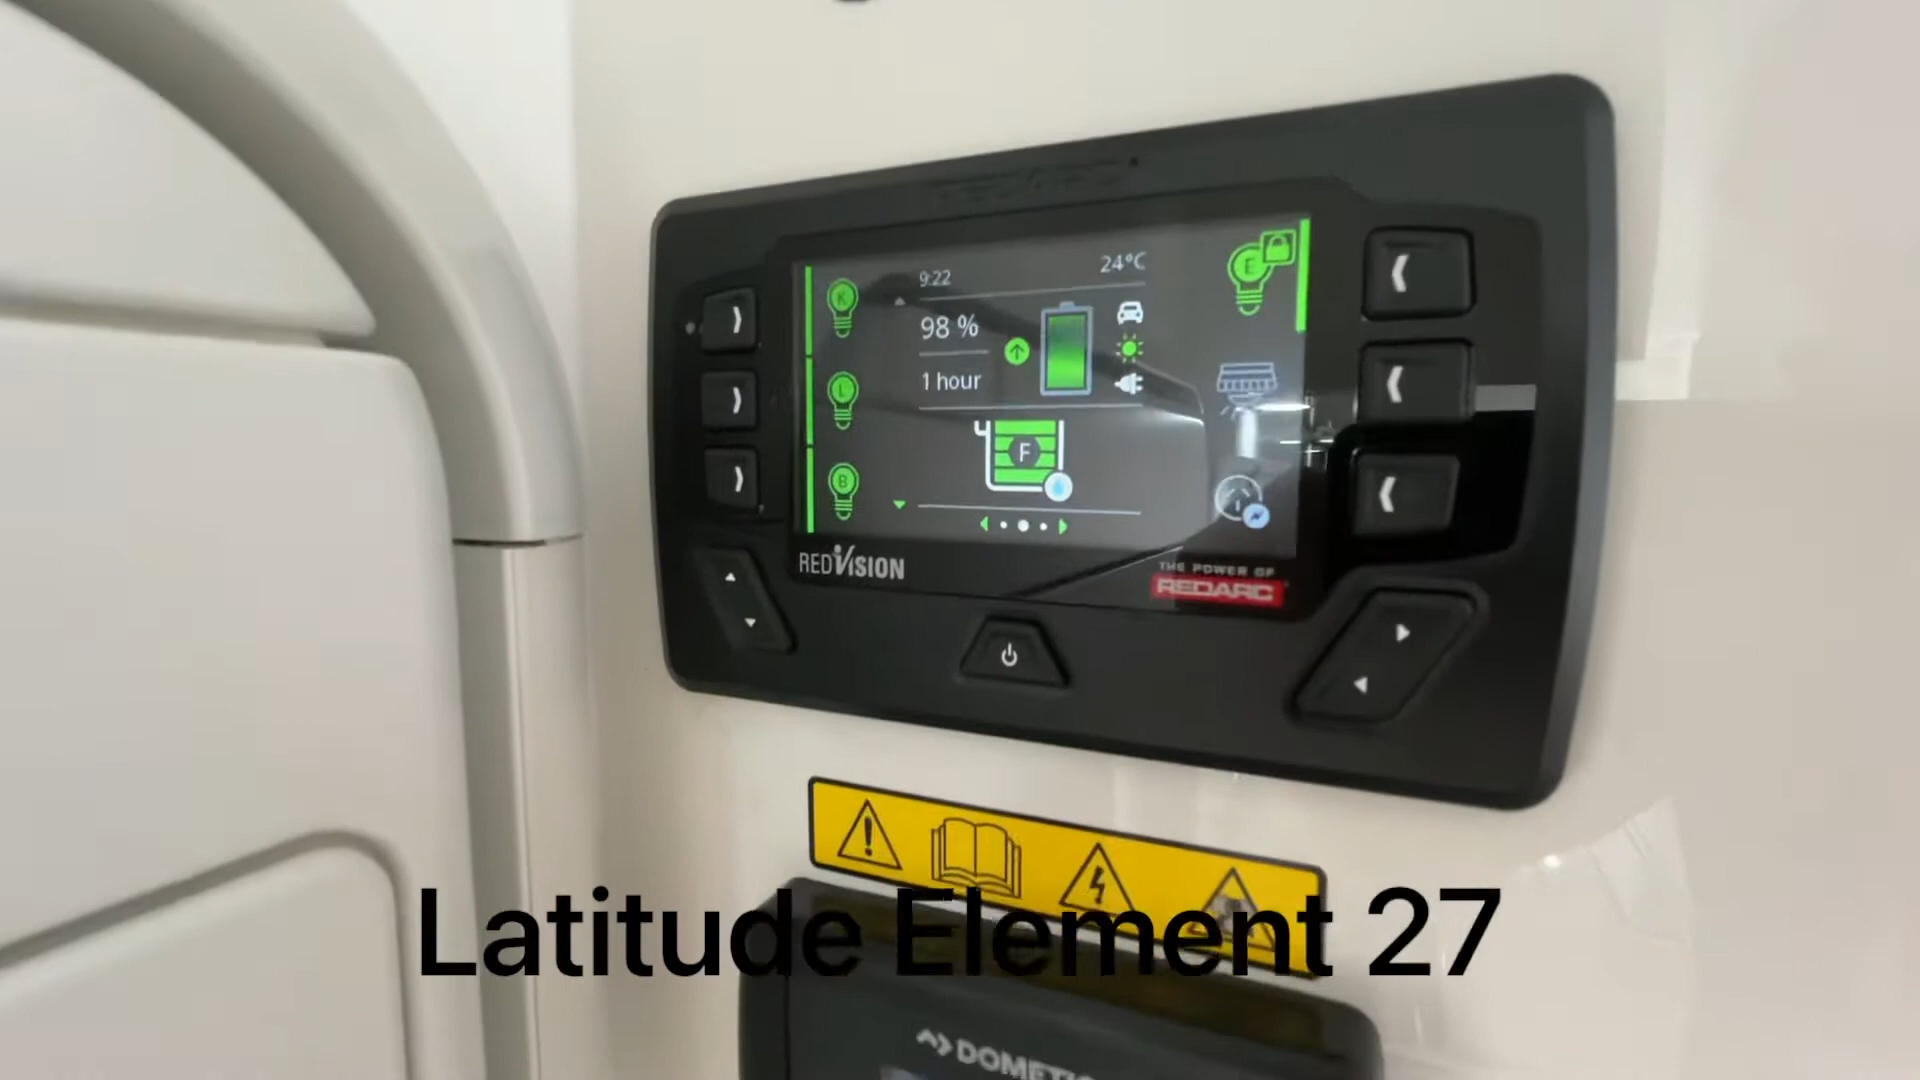 9:22
24°C
98 %
1 hour
K
L
B
E
F
REDVISION
THE POWER OF
REDARC
Latitude Element 27
DOMETIC